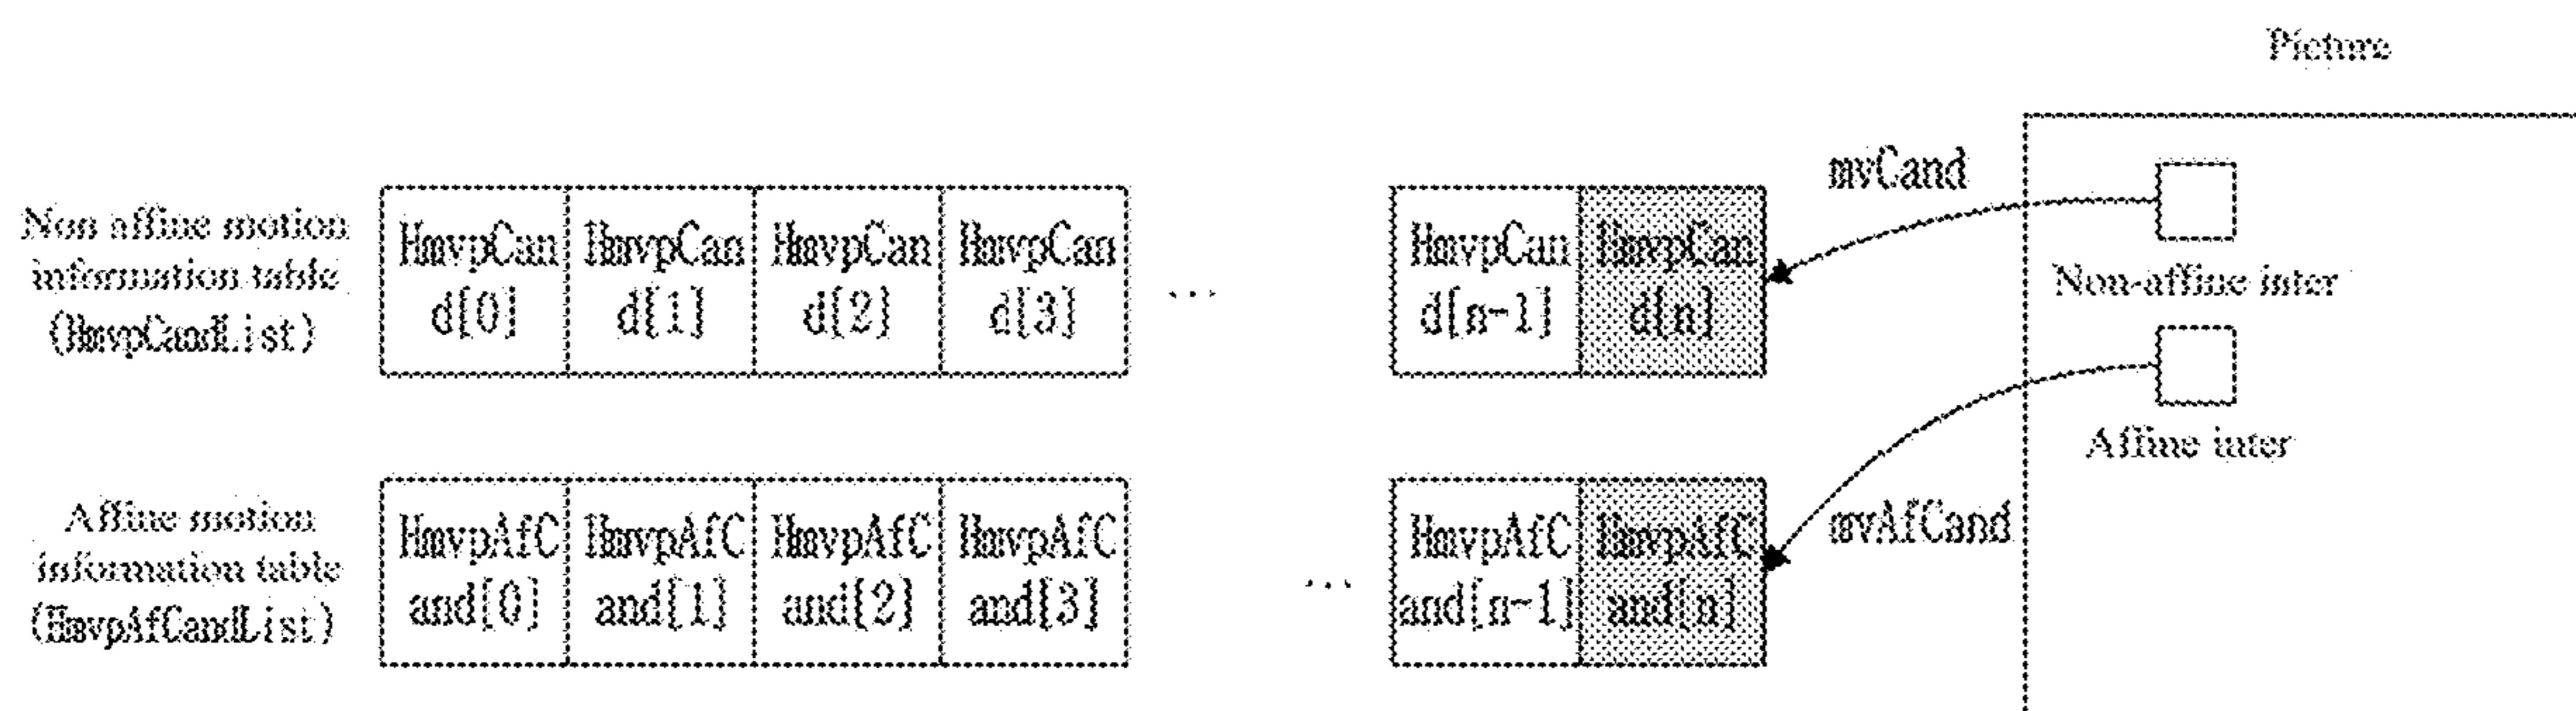 Picture
mvCand
Non affine motion
information table
(HmvpCandList)
HmvpCan
d[0]
HmvpCan
d[1]
HmvpCan
d[2]
HmvpCan
d[3]
...
HmvpCan
d[n-1]
HmvpCan
d[n]
Non-affine inter
Affine inter
Affine motion
information table
(HmvpAfCandList)
HmvpAfC
and[0]
HmvpAfC
and[1]
HmvpAfC
and[2]
HmvpAfC
and[3]
...
HmvpAfC
and[n-1]
HmvpAfC
and[n]
mvAfCand